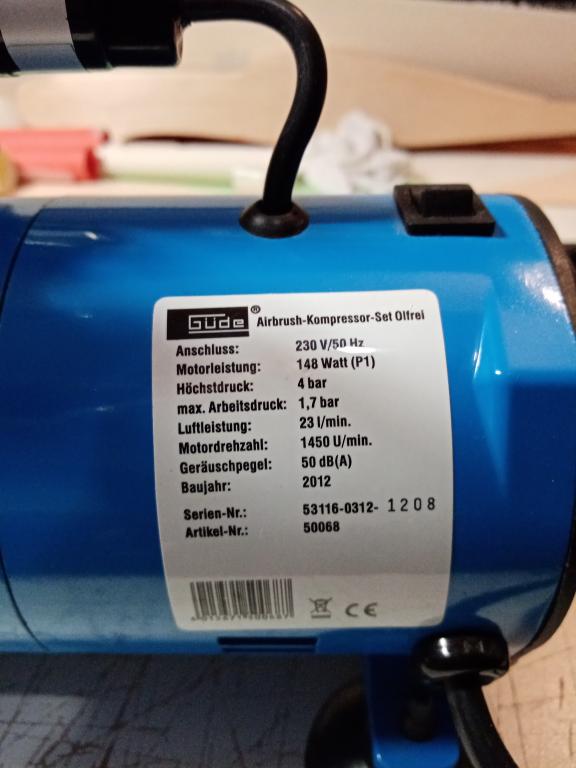 Güde® Airbrush-Kompressor-Set Olfrei
Anschluss: 230 V/50 Hz
Motorleistung: 148 Watt (P1)
Höchstdruck: 4 bar
max. Arbeitsdruck: 1,7 bar
Luftleistung: 23 l/min.
Motordrehzahl: 1450 U/min.
Geräuschpegel: 50 dB(A)
Baujahr: 2012
Serien-Nr.: 53116-0312- 1208
Artikel-Nr.: 50068
CE